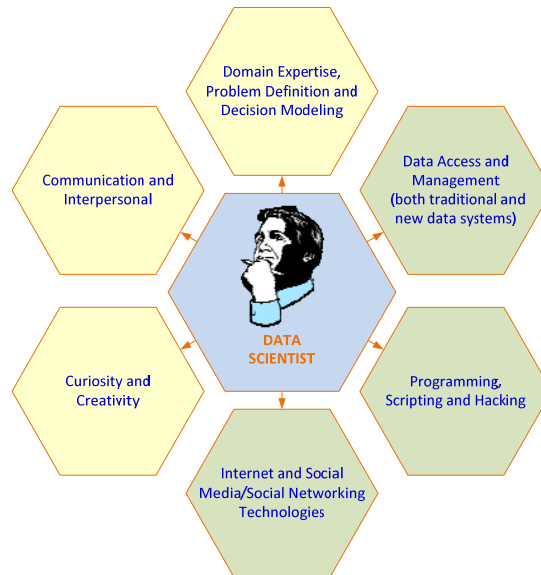 Domain Expertise,
Problem Definition and
Decision Modeling
Communication and
Interpersonal
Data Access and
Management
(both traditional and
new data systems)
DATA
SCIENTIST
Curiosity and
Creativity
Programming,
Scripting and Hacking
Internet and Social
Media/Social Networking
Technologies